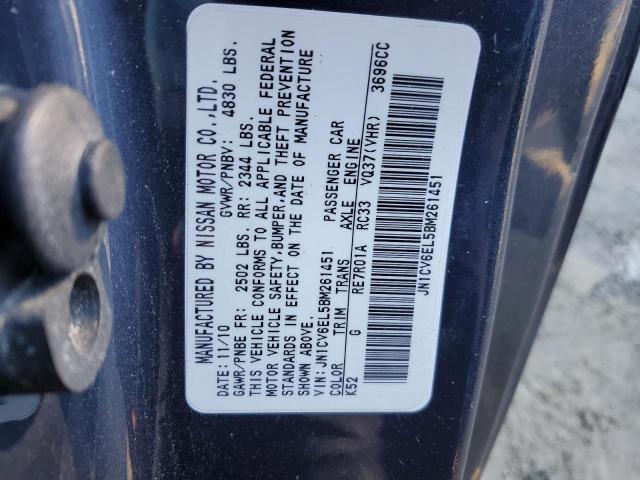 MANUFACTURED BY NISSAN MOTOR CO.,LTD.
DATE: 11/10 GVWR/PNBV: 4830 LBS.
GAWR/PNBE FR: 2502 LBS. RR: 2344 LBS.
THIS VEHICLE CONFORMS TO ALL APPLICABLE FEDERAL
MOTOR VEHICLE SAFETY,BUMPER,AND THEFT PREVENTION
STANDARDS IN EFFECT ON THE DATE OF MANUFACTURE
SHOWN ABOVE.
VIN:JN1CV6EL5BM261451 PASSENGER CAR
COLOR TRIM TRANS AXLE ENGINE
K52 G RE7R01A RC33 VQ37(VHR) 3696CC
JN1CV6EL5BM261451